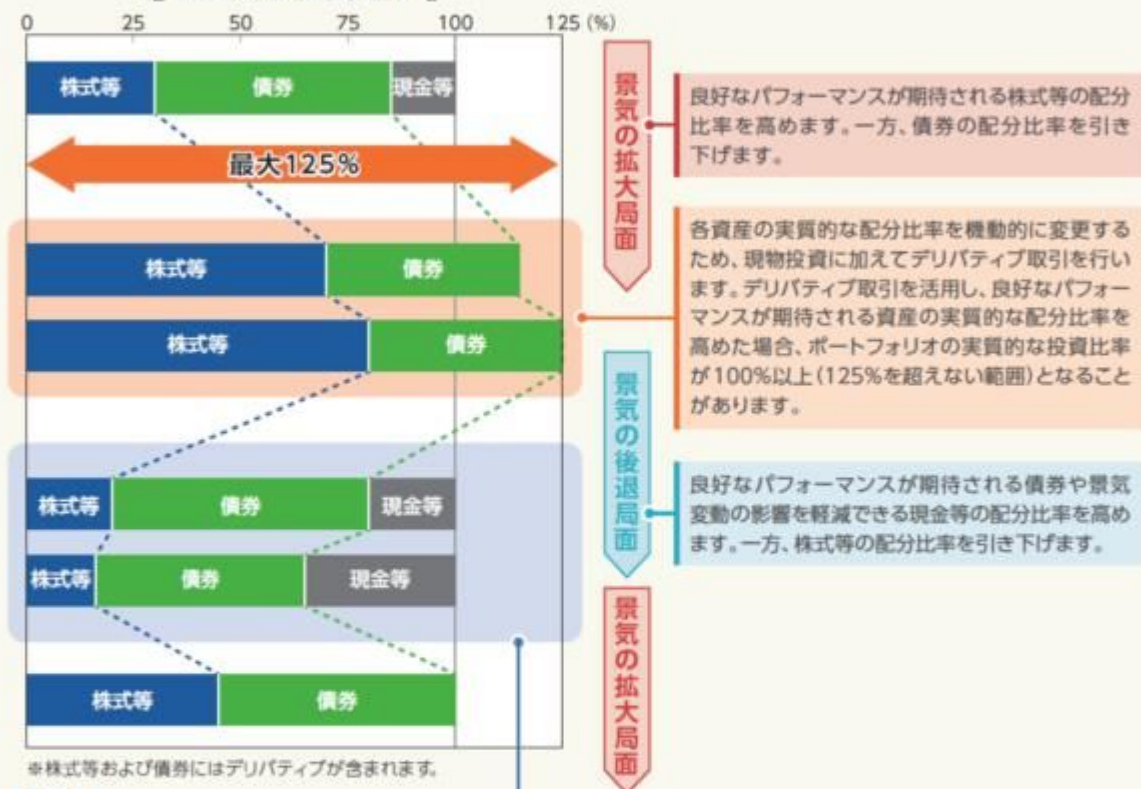 0 25 50 75 100 125 (%)
株式等 債券 現金等
最大125%
株式等 債券
株式等 債券
株式等 債券 現金等
株式等 債券 現金等
株式等 債券
※株式等および債券にはデリバティブが含まれます。
景気の拡大局面
良好なパフォーマンスが期待される株式等の配分
比率を高めます。一方、債券の配分比率を引き
下げます。
各資産の実質的な配分比率を機動的に変更する
ため、現物投資に加えてデリバティブ取引を行い
ます。デリバティブ取引を活用し、良好なパフォー
マンスが期待される資産の実質的な配分比率を
高めた場合、ポートフォリオの実質的な投資比率
が100%以上(125%を超えない範囲)となること
があります。
景気の後退局面
良好なパフォーマンスが期待される債券や景気
変動の影響を軽減できる現金等の配分比率を高め
ます。一方、株式等の配分比率を引き下げます。
景気の拡大局面